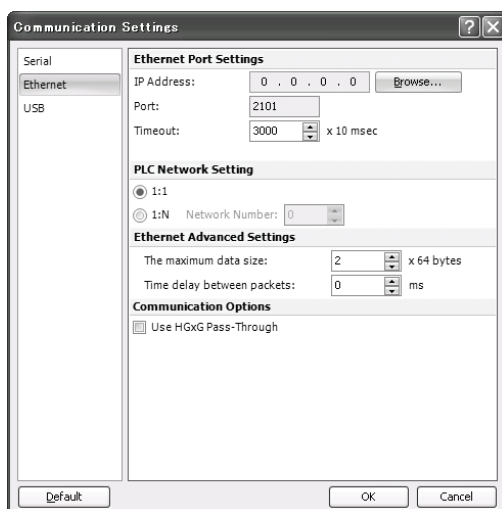 Communication Settings
Serial
Ethernet
USB
Ethernet Port Settings
IP Address: 0 . 0 . 0 . 0 Browse...
Port: 2101
Timeout: 3000 x 10 msec
PLC Network Setting
1:1
1:N Network Number: 0
Ethernet Advanced Settings
The maximum data size: 2 x 64 bytes
Time delay between packets: 0 ms
Communication Options
Use HGxG Pass-Through
Default OK Cancel